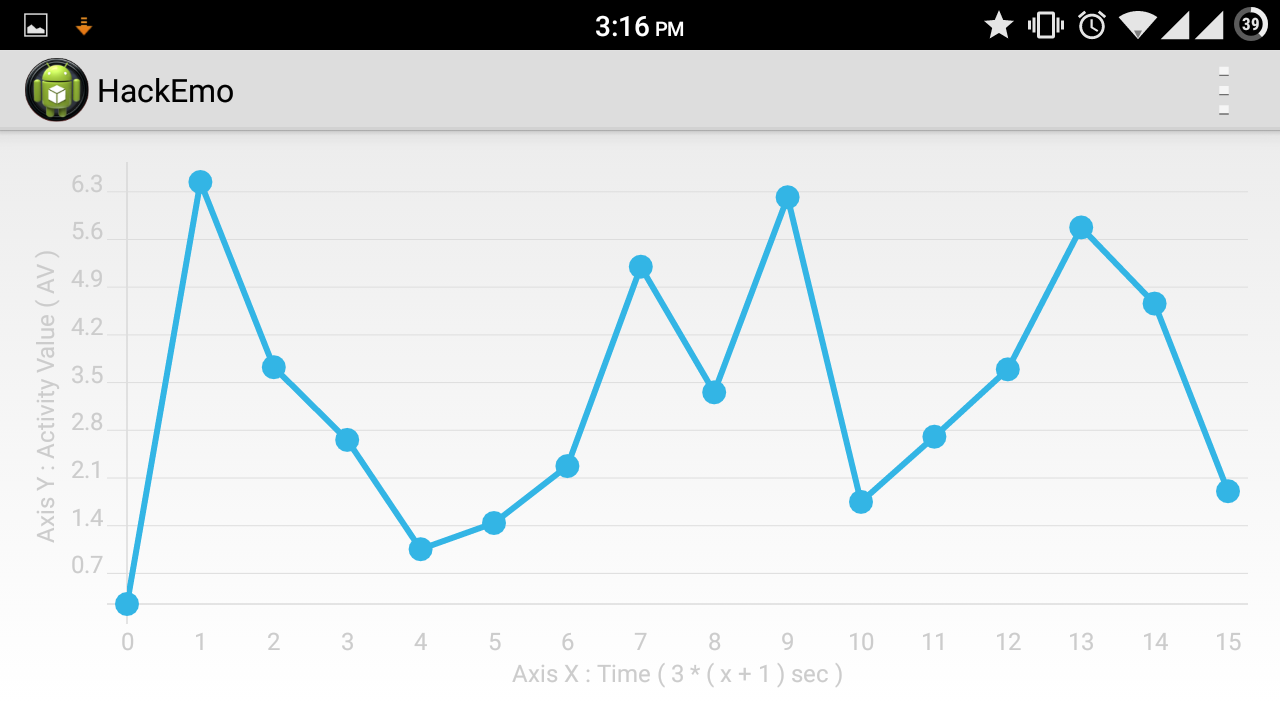 3:16 PM
39
HackEmo
6.3
5.6
4.9
4.2
3.5
2.8
2.1
1.4
0.7
Axis Y : Activity Value ( AV )
0 1 2 3 4 5 6 7 8 9 10 11 12 13 14 15
Axis X : Time ( 3 * ( x + 1 ) sec )